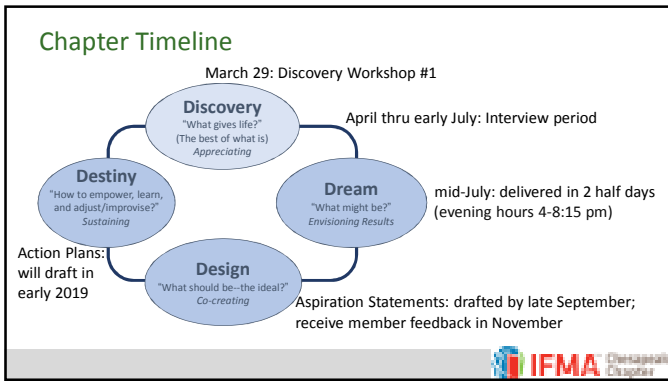 Chapter Timeline
March 29: Discovery Workshop #1
Discovery
"What gives life?"
(The best of what is)
Appreciating
April thru early July: Interview period
Destiny
"How to empower, learn,
and adjust/improvise?"
Sustaining
Dream
"What might be?"
Envisioning Results
mid-July: delivered in 2 half days
(evening hours 4-8:15 pm)
Action Plans:
will draft in
early 2019
Design
"What should be--the ideal?"
Co-creating
Aspiration Statements: drafted by late September;
receive member feedback in November
IFMA
Chesapeake
Chapter